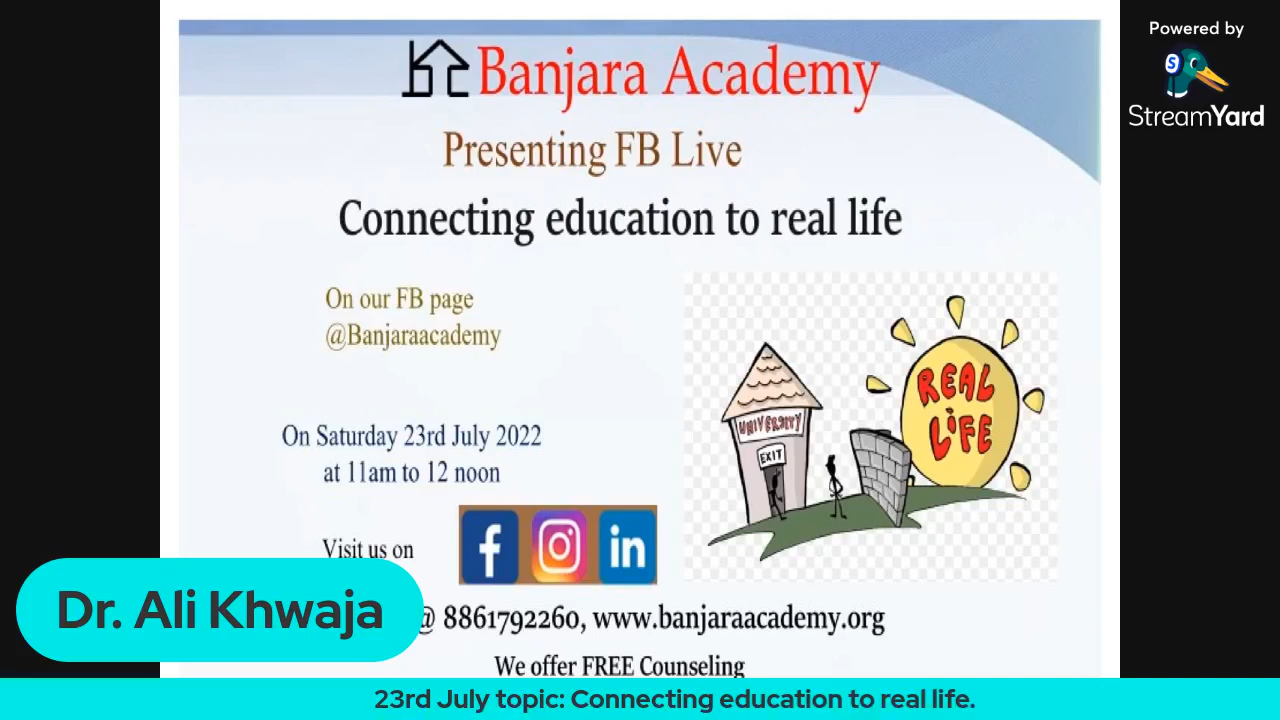 Powered by
StreamYard
Banjara Academy
Presenting FB Live
Connecting education to real life
On our FB page
@Banjaraacademy
On Saturday 23rd July 2022
at 11am to 12 noon
UNIVERSITY
EXIT
REAL
LiFE
Visit us on
f
in
Dr. Ali Khwaja
@ 8861792260, www.banjaraacademy.org
We offer FREE Counseling
23rd July topic: Connecting education to real life.